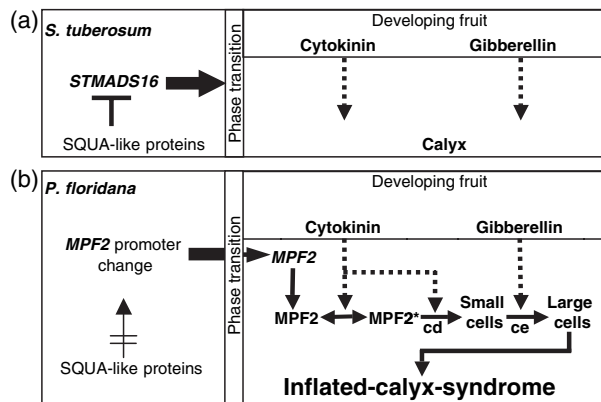 (a)
S. tuberosum
STMADS16
SQUA-like proteins
Phase transition
Developing fruit
Cytokinin Gibberellin
Calyx
(b)
P. floridana
MPF2 promoter
change
SQUA-like proteins
Phase transition
Developing fruit
Cytokinin Gibberellin
MPF2
MPF2 MPF2* cd Small cells ce Large cells
Inflated-calyx-syndrome